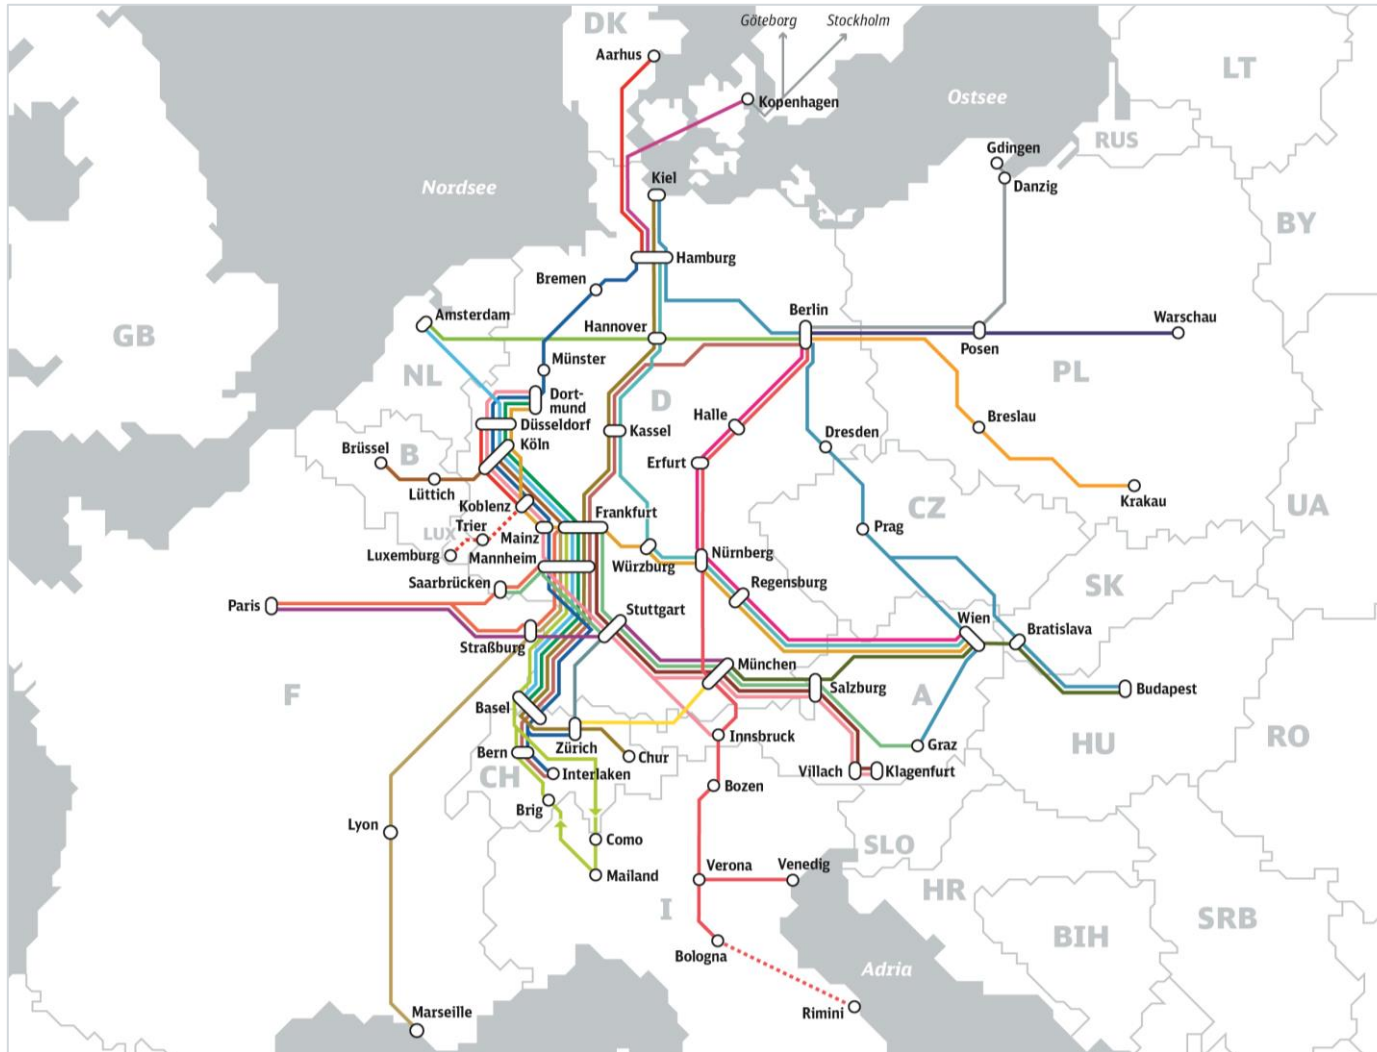 Göteborg
Stockholm
DK
Aarhus
LT
Kopenhagen
Ostsee
RUS
Gdingen
Kiel
Danzig
Nordsee
BY
Hamburg
Bremen
Amsterdam
Hannover
Berlin
Warschau
GB
Posen
Münster
NL
PL
D
Dort-
mund
Düsseldorf
Halle
Breslau
Kassel
Köln
Dresden
Brüssel
B
Erfurt
Lüttich
Krakau
Koblenz
Frankfurt
CZ
UA
Trier
LUX
Mainz
Prag
Luxemburg
Mannheim
Würzburg
Nürnberg
Saarbrücken
Regensburg
SK
Paris
Stuttgart
Wien
Bratislava
Straßburg
München
Salzburg
Budapest
F
A
Basel
Innsbruck
Graz
HU
RO
Bern
Zürich
Chur
CH
Interlaken
Villach
Klagenfurt
Bozen
Brig
Lyon
Como
SLO
Verona
Venedig
Mailand
HR
I
SRB
BIH
Bologna
Adria
Marseille
Rimini